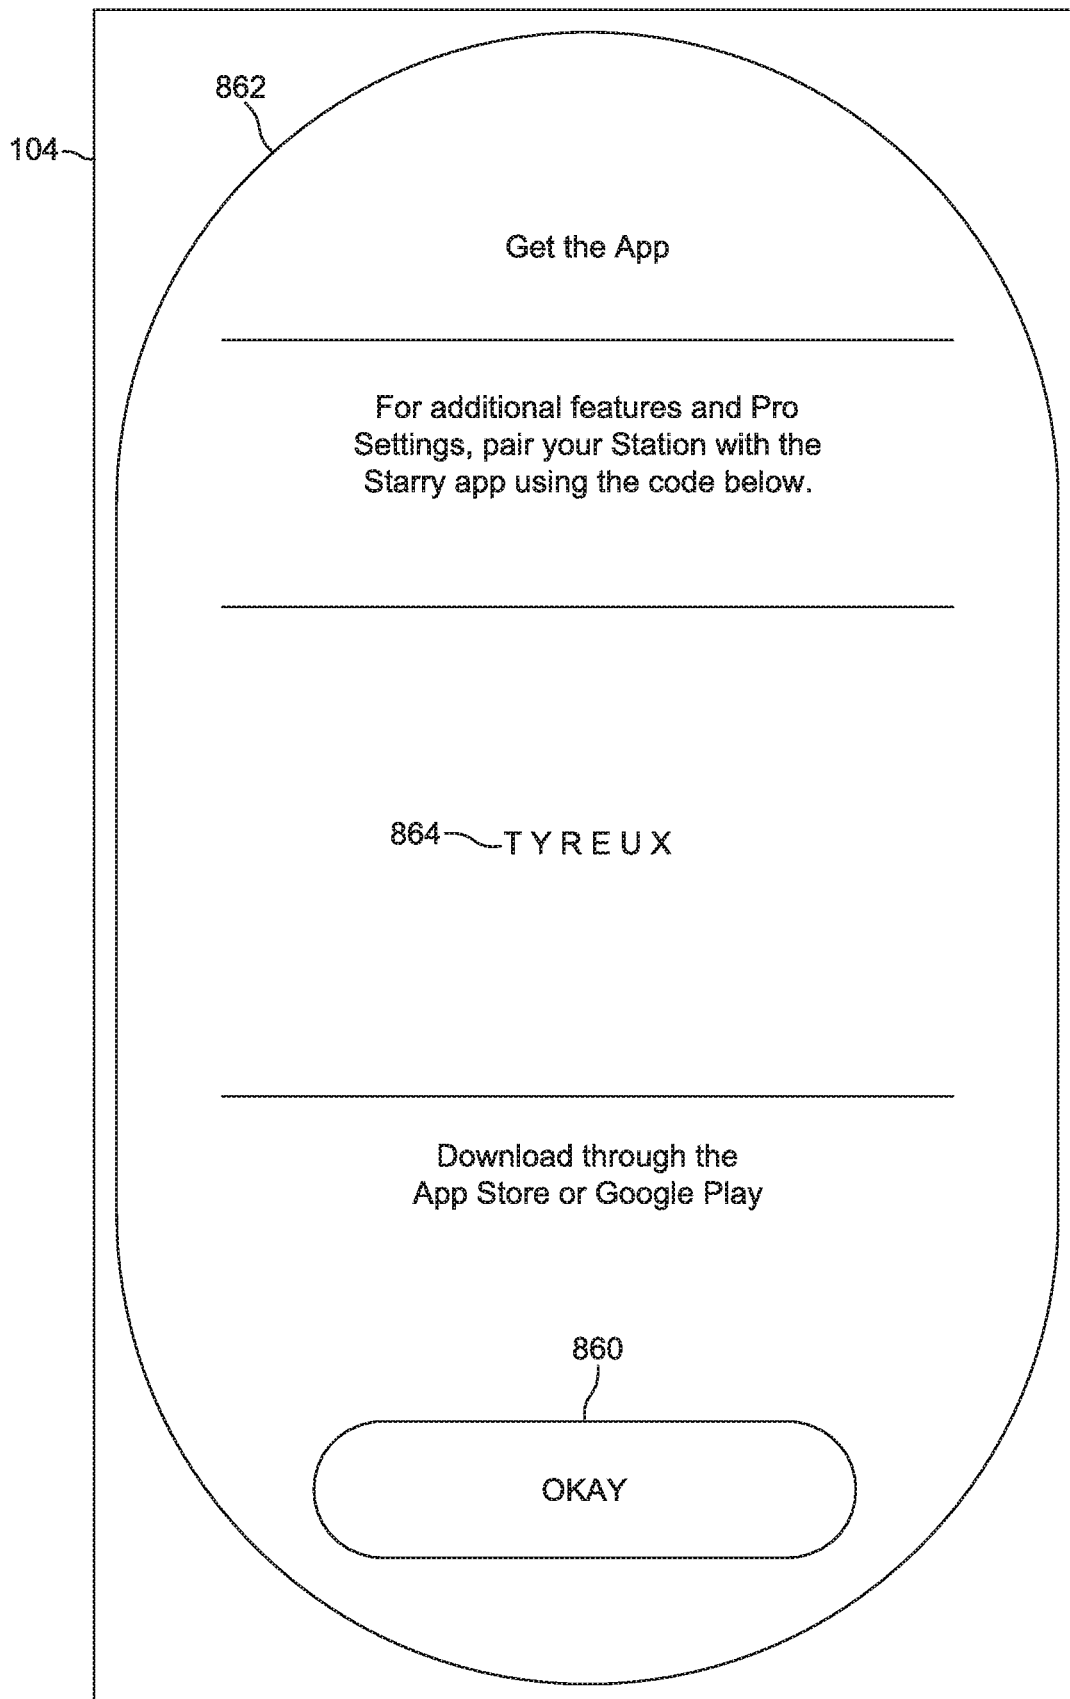 862
104
Get the App
For additional features and Pro
Settings, pair your Station with the
Starry app using the code below.
864
T Y R E U X
Download through the
App Store or Google Play
860
OKAY